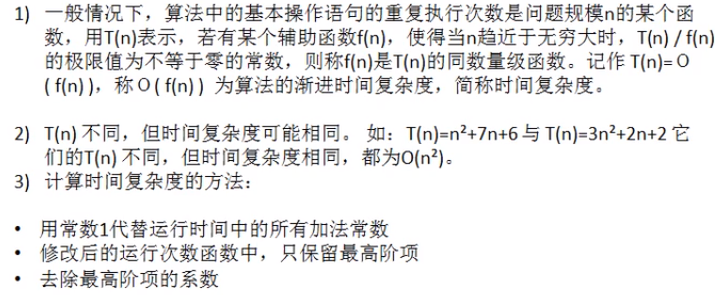 1) 一般情况下，算法中的基本操作语句的重复执行次数是问题规模n的某个函
数，用T(n)表示，若有某个辅助函数f(n)，使得当n趋近于无穷大时，T(n) / f(n)
的极限值为不等于零的常数，则称f(n)是T(n)的同数量级函数。记作 T(n)=Ｏ
( f(n) )，称Ｏ( f(n) ) 为算法的渐进时间复杂度，简称时间复杂度。
2) T(n) 不同，但时间复杂度可能相同。 如：T(n)=n²+7n+6 与 T(n)=3n²+2n+2 它
们的T(n) 不同，但时间复杂度相同，都为O(n²)。
3) 计算时间复杂度的方法：
• 用常数1代替运行时间中的所有加法常数
• 修改后的运行次数函数中，只保留最高阶项
• 去除最高阶项的系数